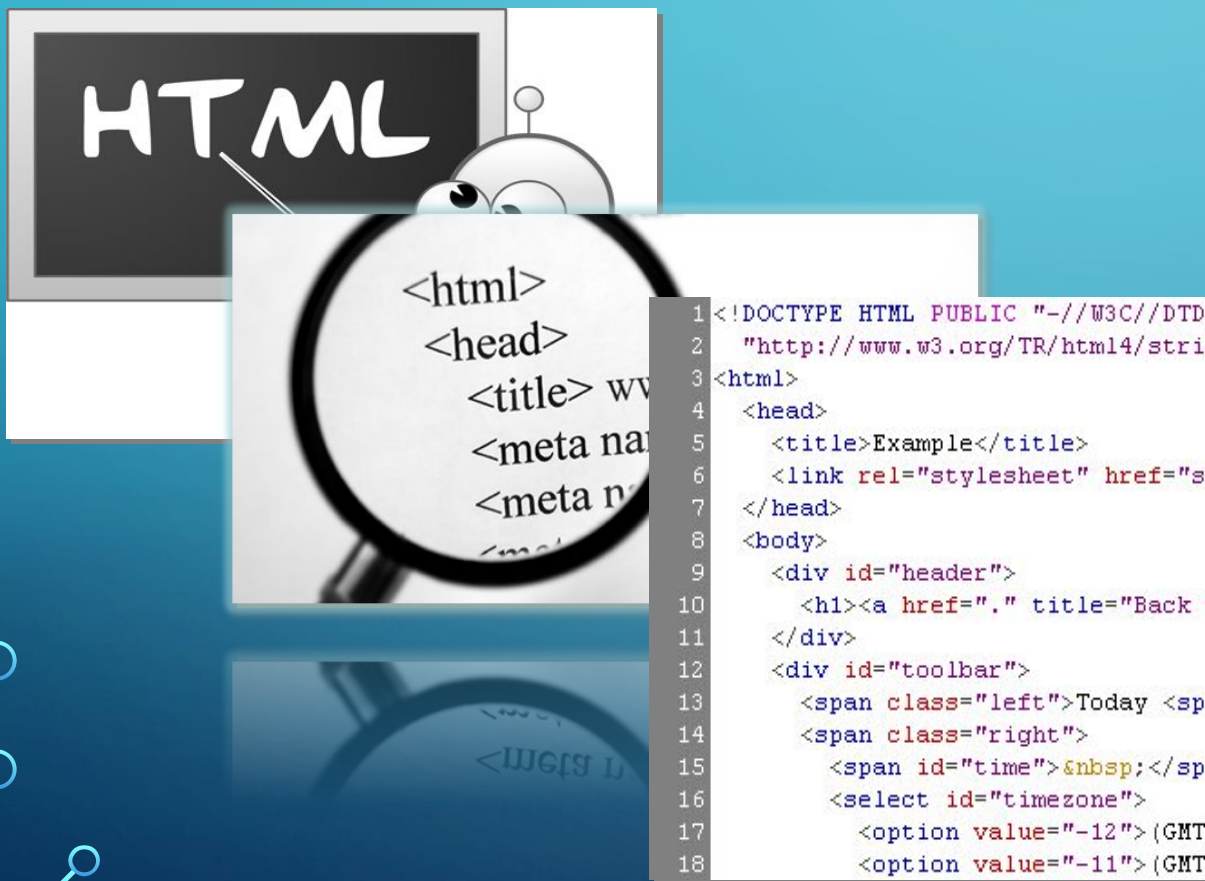 HTML
<html>
<head>
<title> ww
<meta nam
<meta n
<met
1 <!DOCTYPE HTML PUBLIC "-//W3C//DTD
2 "http://www.w3.org/TR/html4/stri
3 <html>
4 <head>
5 <title>Example</title>
6 <link rel="stylesheet" href="s
7 </head>
8 <body>
9 <div id="header">
10 <h1><a href="." title="Back
11 </div>
12 <div id="toolbar">
13 <span class="left">Today <sp
14 <span class="right">
15 <span id="time">&nbsp;</sp
16 <select id="timezone">
17 <option value="-12">(GMT
18 <option value="-11">(GMT